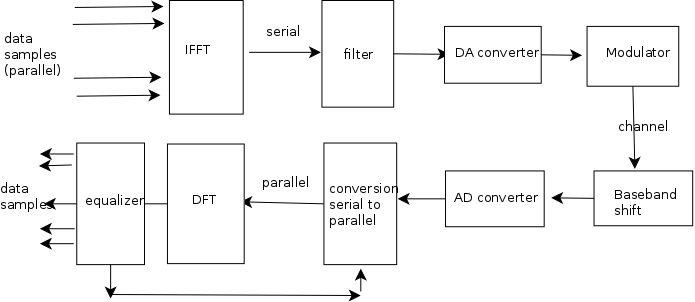 data
samples
(parallel)
IFFT
serial
filter
DA converter
Modulator
channel
data
samples
equalizer
DFT
parallel
conversion
serial to
parallel
AD converter
Baseband
shift